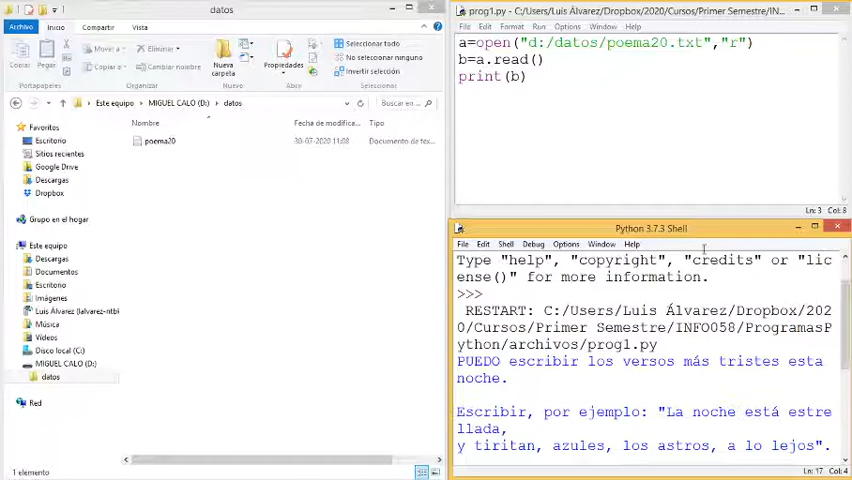 datos
Archivo
Inicio
Compartir
Vista
Copiar
Pegar
Mover a
Copiar a
Eliminar
Cambiar nombre
Nueva
carpeta
Propiedades
Seleccionar todo
No seleccionar ninguno
Invertir selección
Portapapeles
Organizar
Nuevo
Abrir
Seleccionar
Este equipo
MIGUEL CALO (D:)
datos
Buscar en ...
Nombre
Fecha de modifica...
Tipo
poema20
30-07-2020 11:08
Documento de tex...
Favoritos
Escritorio
Sitios recientes
Google Drive
Descargas
Dropbox
Grupo en el hogar
Este equipo
Descargas
Documentos
Escritorio
Imágenes
Luis Álvarez (lalvarez-ntbl
Música
Vídeos
Disco local (C:)
MIGUEL CALO (D:)
datos
Red
1 elemento
prog1.py - C:/Users/Luis Álvarez/Dropbox/2020/Cursos/Primer Semestre/IN...
File Edit Format Run Options Window Help
a=open("d:/datos/poema20.txt","r")
b=a.read()
print(b)
Ln: 3 Col: 8
Python 3.7.3 Shell
File Edit Shell Debug Options Window Help
Type "help", "copyright", "credits" or "lic
ense()" for more information.
>>>
RESTART: C:/Users/Luis Álvarez/Dropbox/202
0/Cursos/Primer Semestre/INFO058/ProgramasP
ython/archivos/prog1.py
PUEDO escribir los versos más tristes esta
noche.
Escribir, por ejemplo: "La noche está estre
llada,
y tiritan, azules, los astros, a lo lejos".
Ln: 17 Col: 4